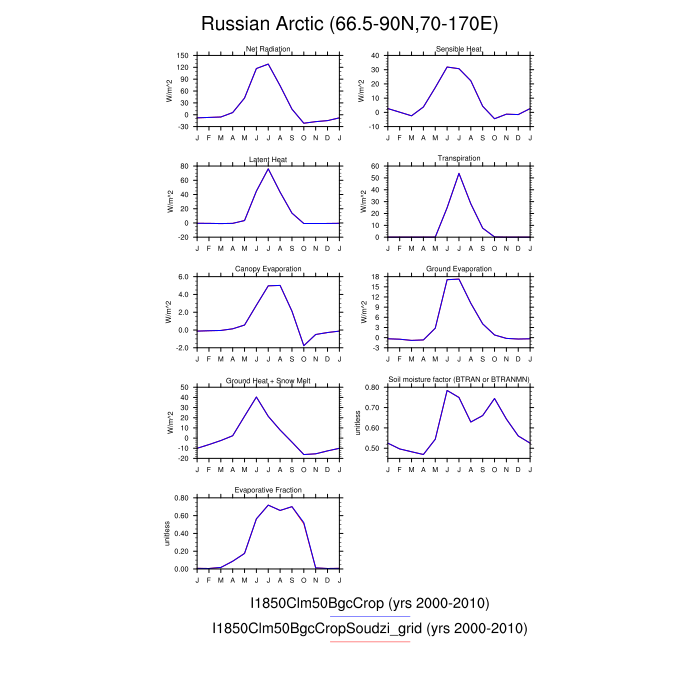 Russian Arctic (66.5-90N,70-170E)
Net Radiation
Sensible Heat
150
120
90
60
30
0
-30
W/m^2
J F M A M J J A S O N D J
40
30
20
10
0
-10
W/m^2
J F M A M J J A S O N D J
Latent Heat
Transpiration
80
60
40
20
0
-20
W/m^2
J F M A M J J A S O N D J
60
50
40
30
20
10
0
W/m^2
J F M A M J J A S O N D J
Canopy Evaporation
Ground Evaporation
6.0
4.0
2.0
0.0
-2.0
W/m^2
J F M A M J J A S O N D J
18
15
12
9
6
3
0
-3
W/m^2
J F M A M J J A S O N D J
Ground Heat + Snow Melt
Soil moisture factor (BTRAN or BTRANMN)
50
40
30
20
10
0
-10
-20
W/m^2
J F M A M J J A S O N D J
0.80
0.70
0.60
0.50
unitless
J F M A M J J A S O N D J
Evaporative Fraction
0.80
0.60
0.40
0.20
0.00
unitless
J F M A M J J A S O N D J
I1850Clm50BgcCrop (yrs 2000-2010)
I1850Clm50BgcCropSoudzi_grid (yrs 2000-2010)